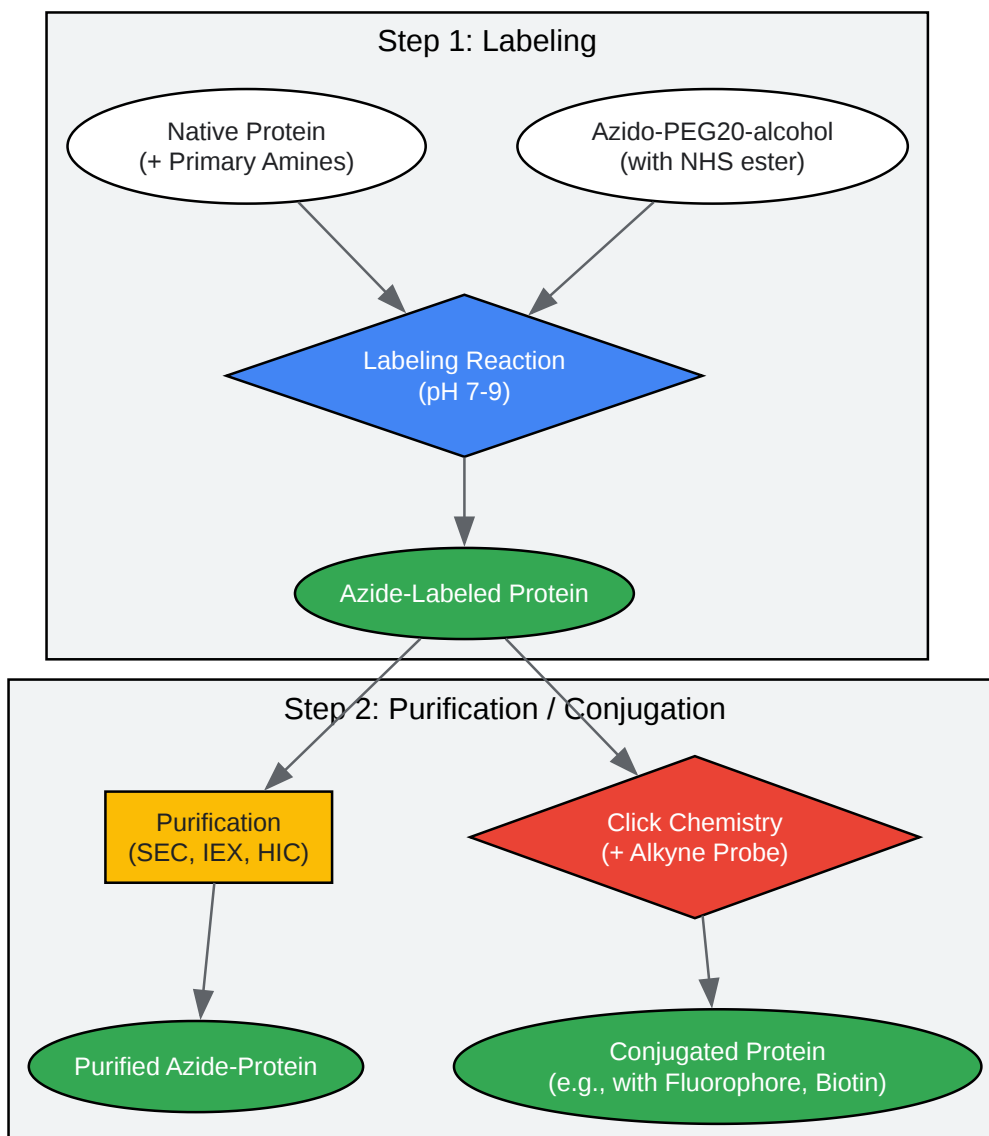 Step 1: Labeling
Native Protein
(+ Primary Amines)
Azido-PEG20-alcohol
(with NHS ester)
Labeling Reaction
(pH 7-9)
Azide-Labeled Protein
Step 2: Purification / Conjugation
Purification
(SEC, IEX, HIC)
Click Chemistry
(+ Alkyne Probe)
Purified Azide-Protein
Conjugated Protein
(e.g., with Fluorophore, Biotin)